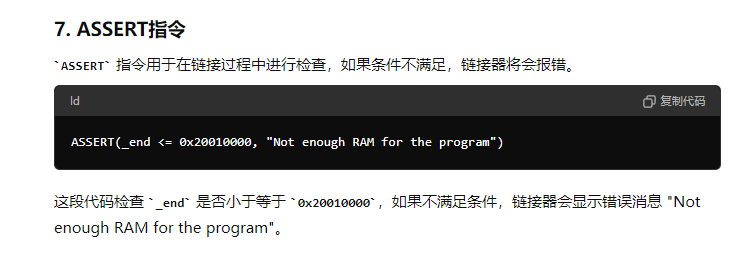 7. ASSERT指令
`ASSERT` 指令用于在链接过程中进行检查，如果条件不满足，链接器将会报错。
ld
复制代码
ASSERT(_end <= 0x20010000, "Not enough RAM for the program")
这段代码检查 `_end` 是否小于等于 `0x20010000`，如果不满足条件，链接器会显示错误消息 "Not
enough RAM for the program"。